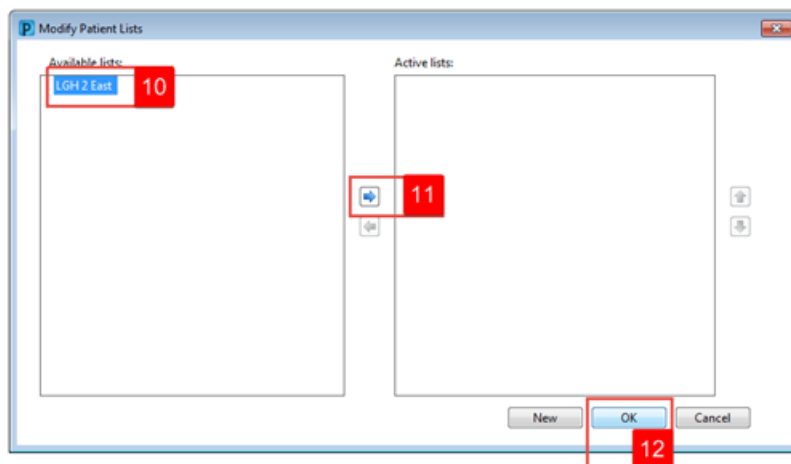 P Modify Patient Lists
Available lists:
Active lists:
LGH 2 East
10
11
New
OK
Cancel
12